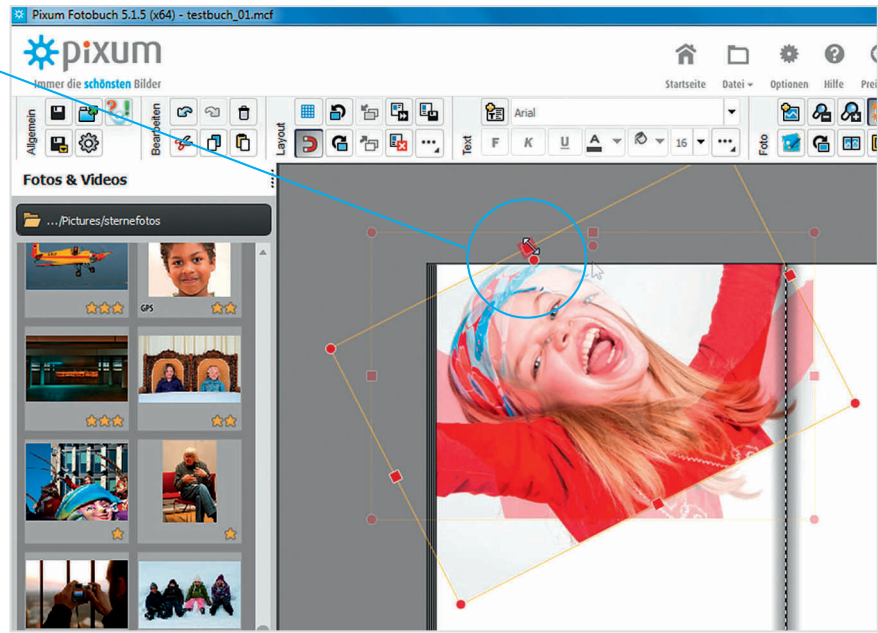 Pixum Fotobuch 5.1.5 (x64) - testbuch_01.mcf
pixum
Immer die schönsten Bilder
Startseite
Datei
Optionen
Hilfe
Allgemein
Bearbeiten
Layout
Text
Arial
F K U A 16
Foto
Fotos & Videos
.../Pictures/sternefotos
GPS